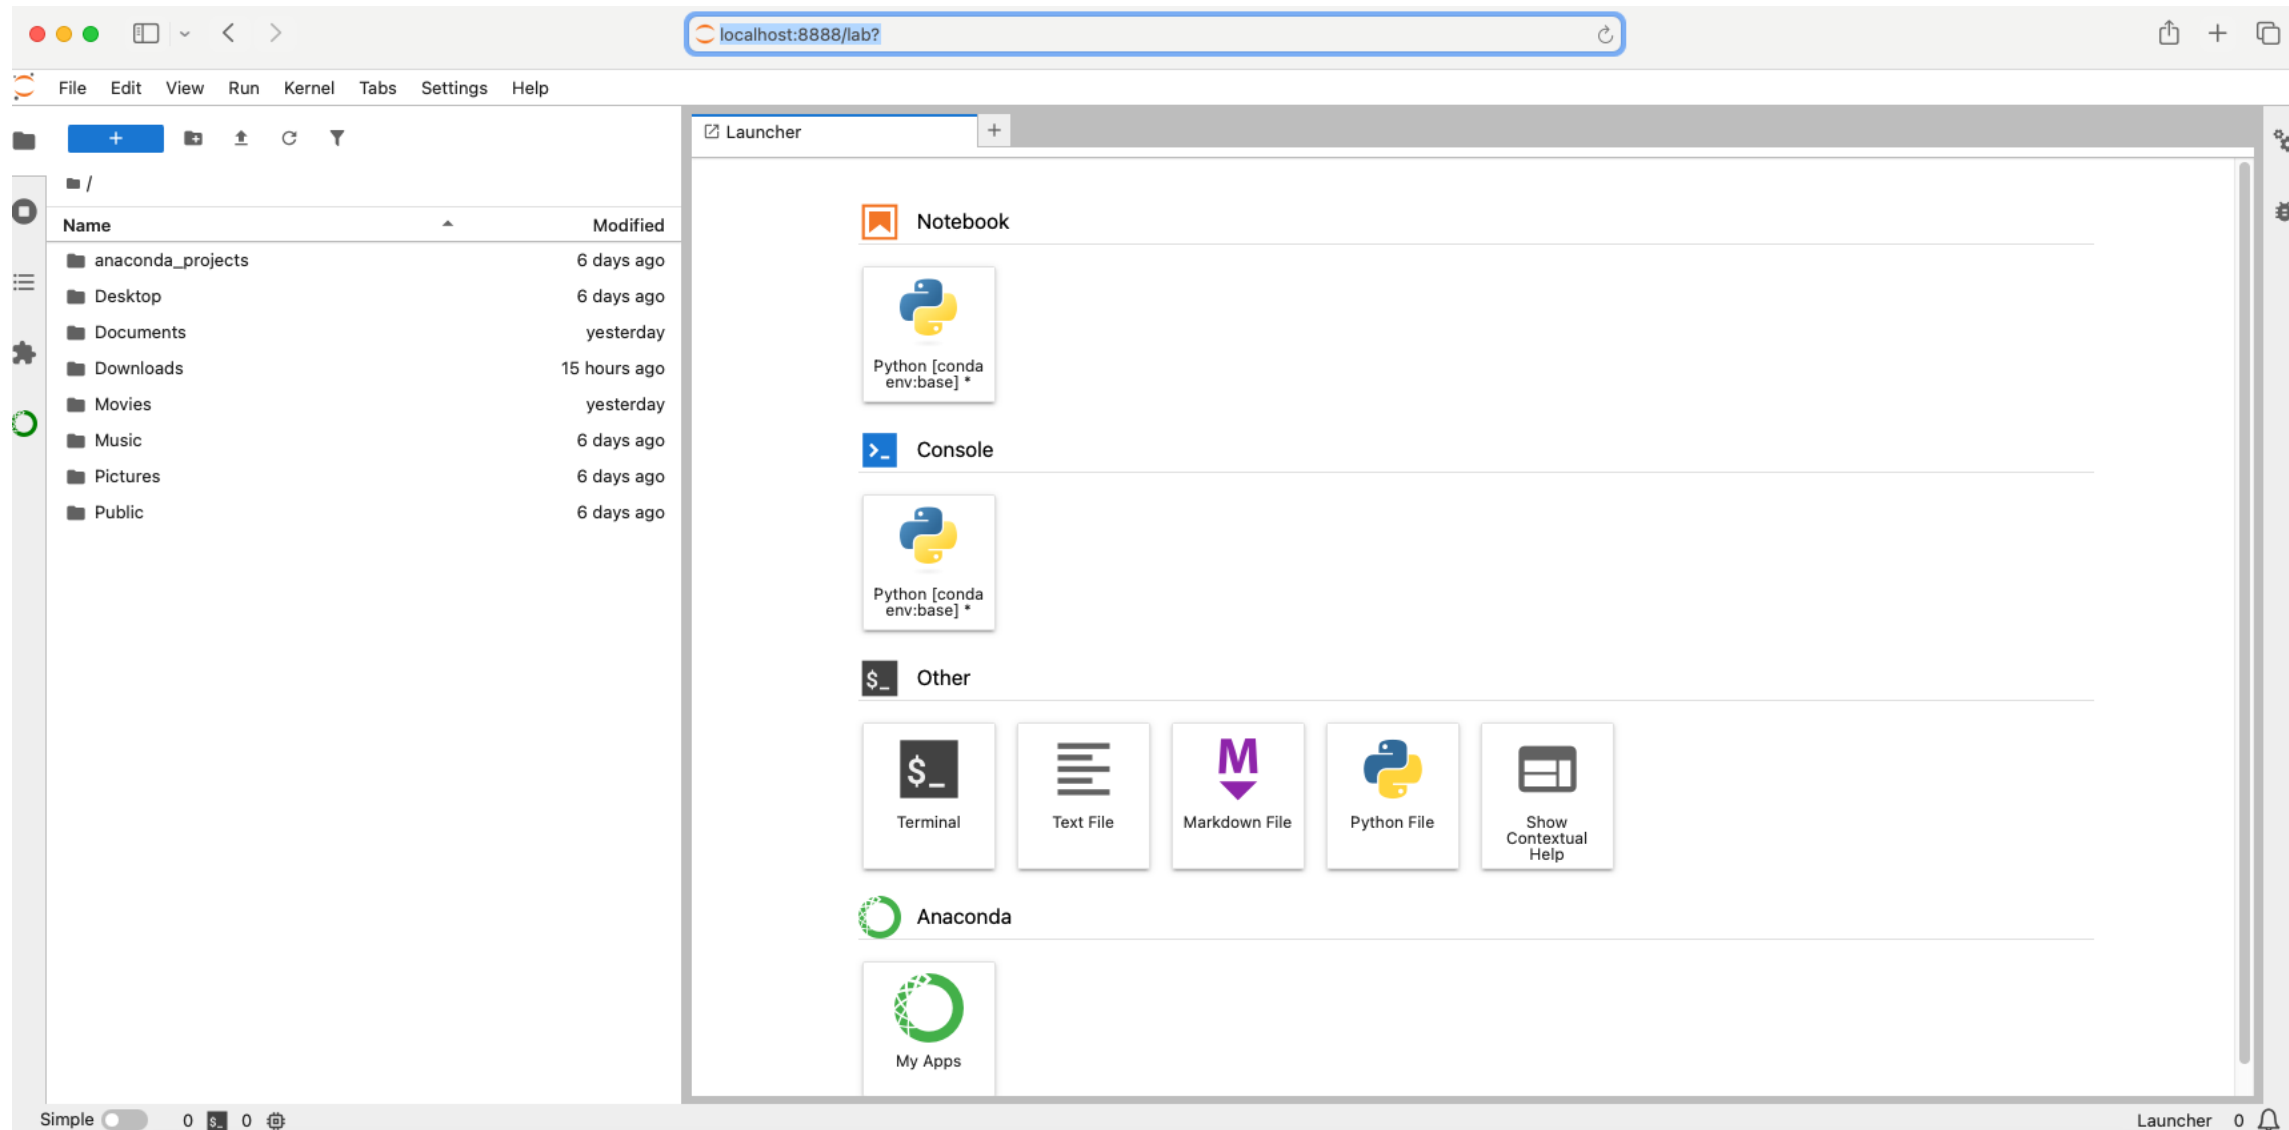 localhost:8888/lab?
File Edit View Run Kernel Tabs Settings Help
+
/
Name Modified
anaconda_projects 6 days ago
Desktop 6 days ago
Documents yesterday
Downloads 15 hours ago
Movies yesterday
Music 6 days ago
Pictures 6 days ago
Public 6 days ago
Launcher
Notebook
Python [conda
env:base] *
Console
Python [conda
env:base] *
$_ Other
$_
Terminal
Text File
M
Markdown File
Python File
Show
Contextual
Help
Anaconda
My Apps
Simple 0 $_ 0
Launcher 0